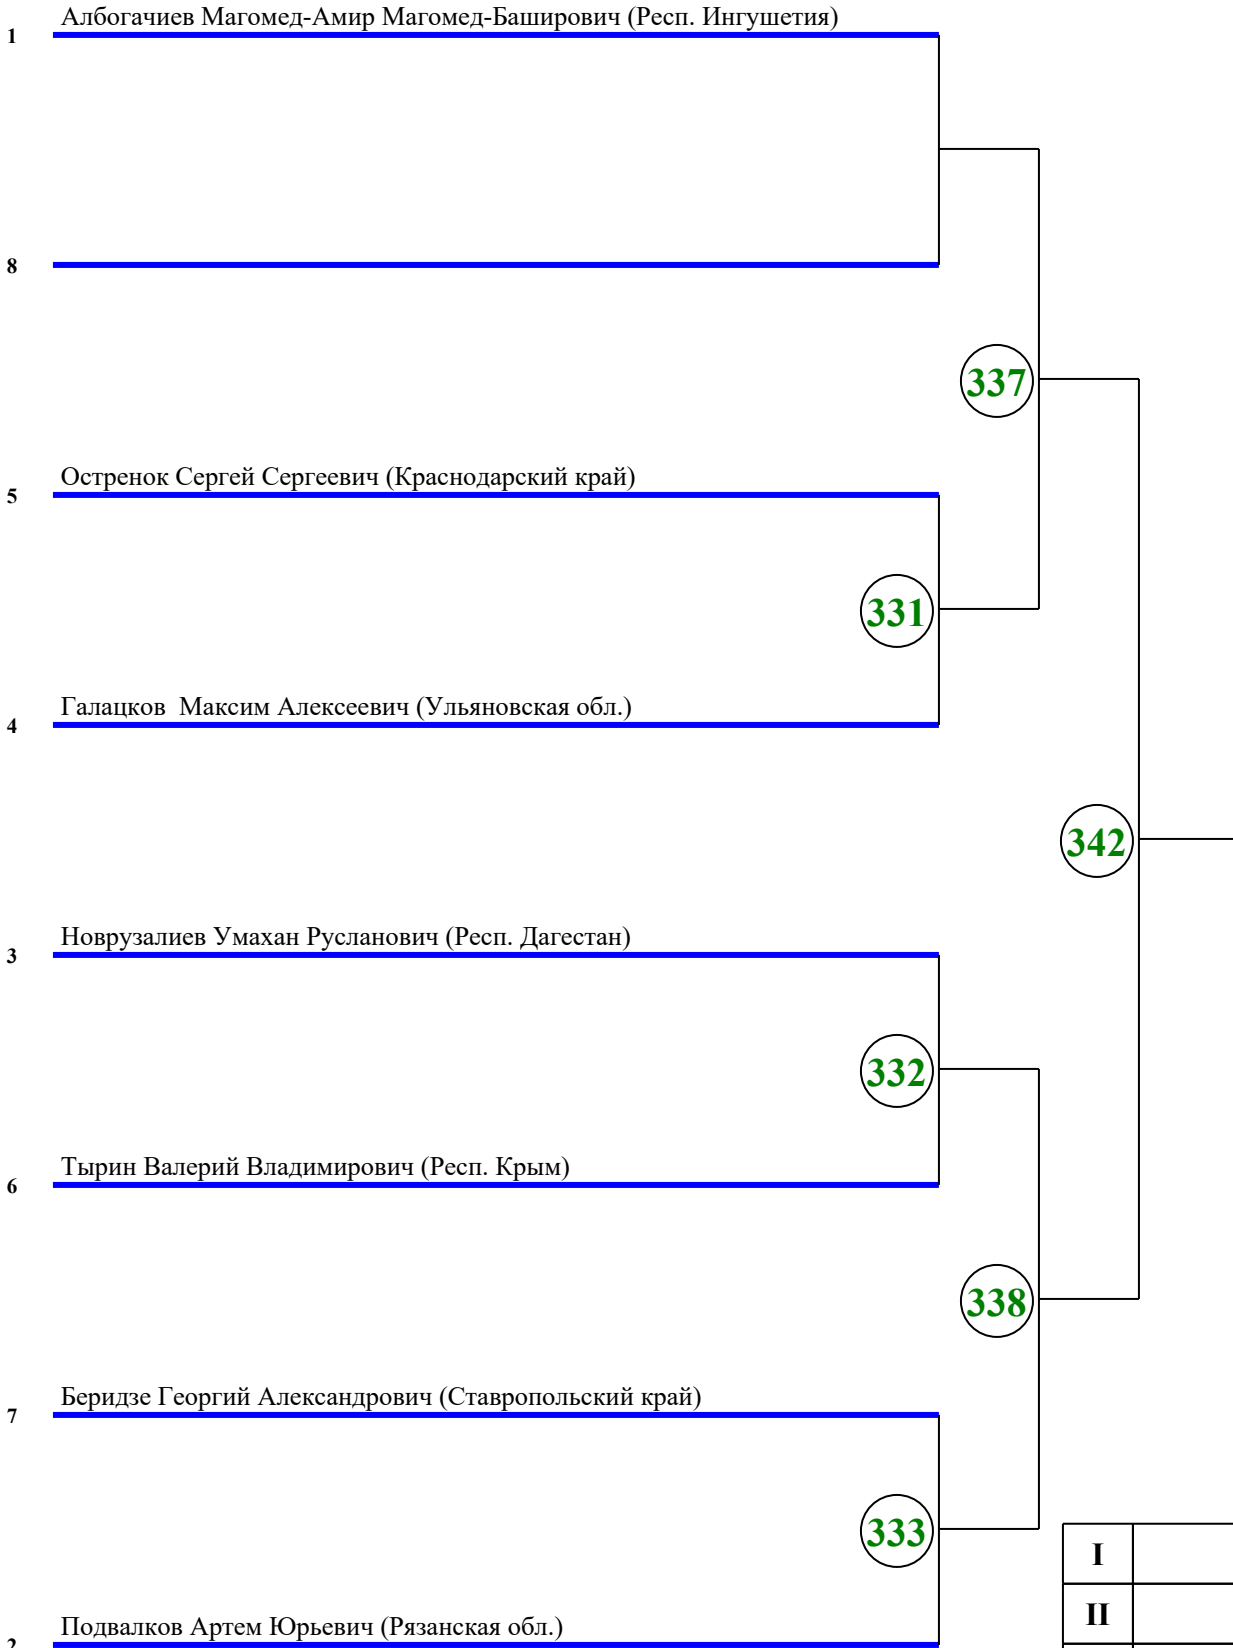 Албогачиев Магомед-Амир Магомед-Баширович (Респ. Ингушетия)
1
8
337
Остренок Сергей Сергеевич (Краснодарский край)
5
331
Галацков  Максим Алексеевич (Ульяновская обл.)
4
342
Новрузалиев Умахан Русланович (Респ. Дагестан)
3
332
Тырин Валерий Владимирович (Респ. Крым)
6
338
Беридзе Георгий Александрович (Ставропольский край)
7
333
I
II
Подвалков Артем Юрьевич (Рязанская обл.)
2